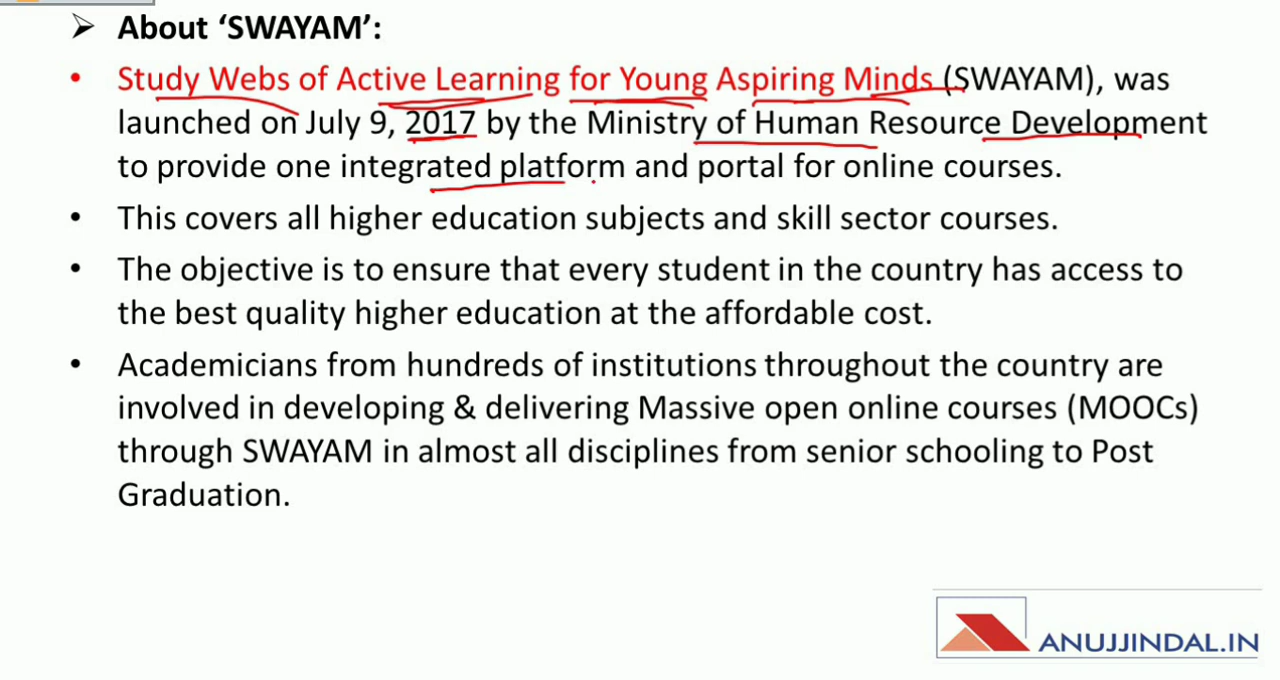 ➢ About ‘SWAYAM’:
• Study Webs of Active Learning for Young Aspiring Minds (SWAYAM), was
launched on July 9, 2017 by the Ministry of Human Resource Development
to provide one integrated platform and portal for online courses.
• This covers all higher education subjects and skill sector courses.
• The objective is to ensure that every student in the country has access to
the best quality higher education at the affordable cost.
• Academicians from hundreds of institutions throughout the country are
involved in developing & delivering Massive open online courses (MOOCs)
through SWAYAM in almost all disciplines from senior schooling to Post
Graduation.
ANUJJINDAL.IN